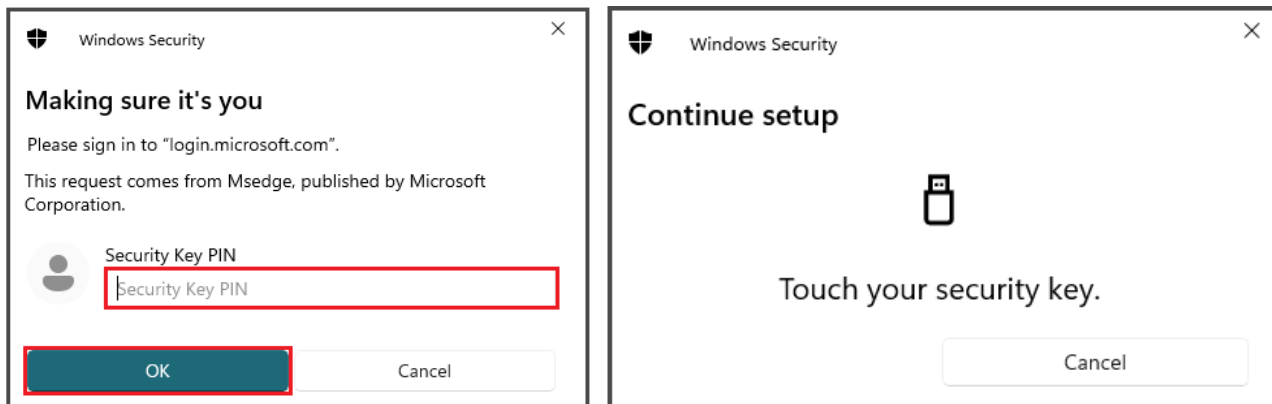 Windows Security
Making sure it's you
Please sign in to “login.microsoft.com”.
This request comes from Msedge, published by Microsoft
Corporation.
Security Key PIN
Security Key PIN
OK
Cancel
Windows Security
Continue setup
Touch your security key.
Cancel